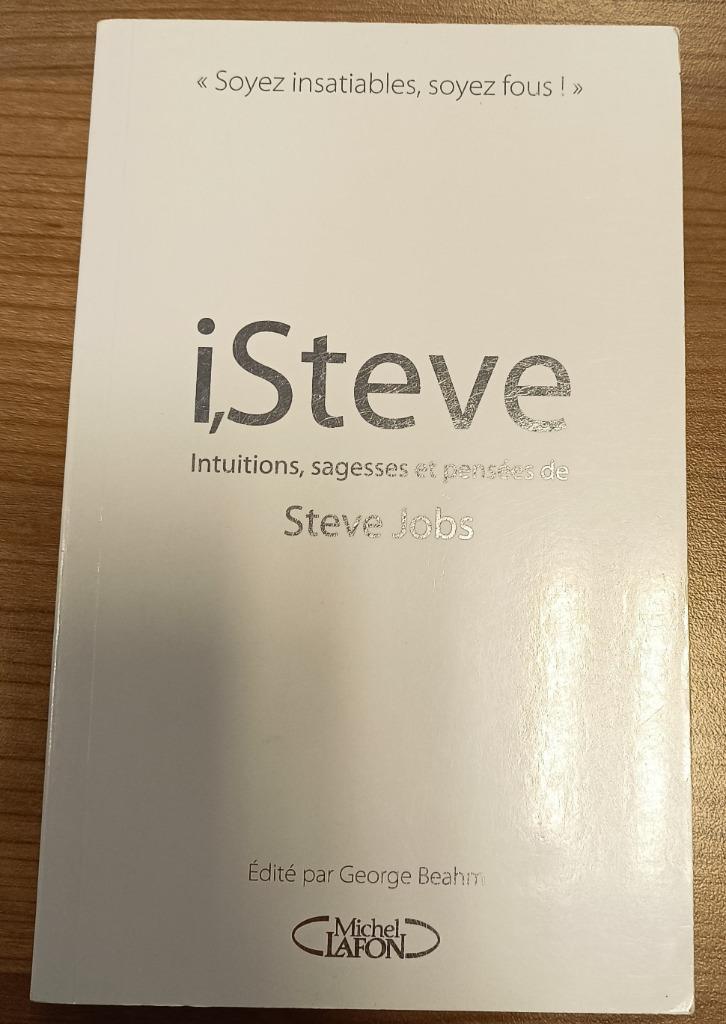 « Soyez insatiables, soyez fous ! »
i,Steve
Intuitions, sagesses et pensées de
Steve Jobs
Édité par George Beahm
Michel
LAFON